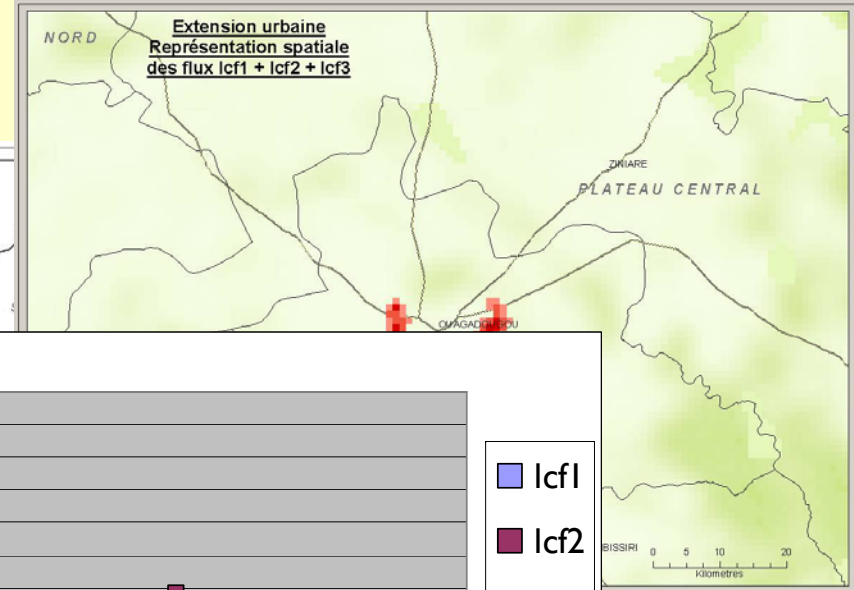 NORD
Extension urbaine
Représentation spatiale
des flux lcf1 + lcf2 + lcf3
ZINIARE
PLATEAU CENTRAL
OUAGADOUGOU
lcf1
lcf2
BISSIRI
0 5 10 20
Kilometres